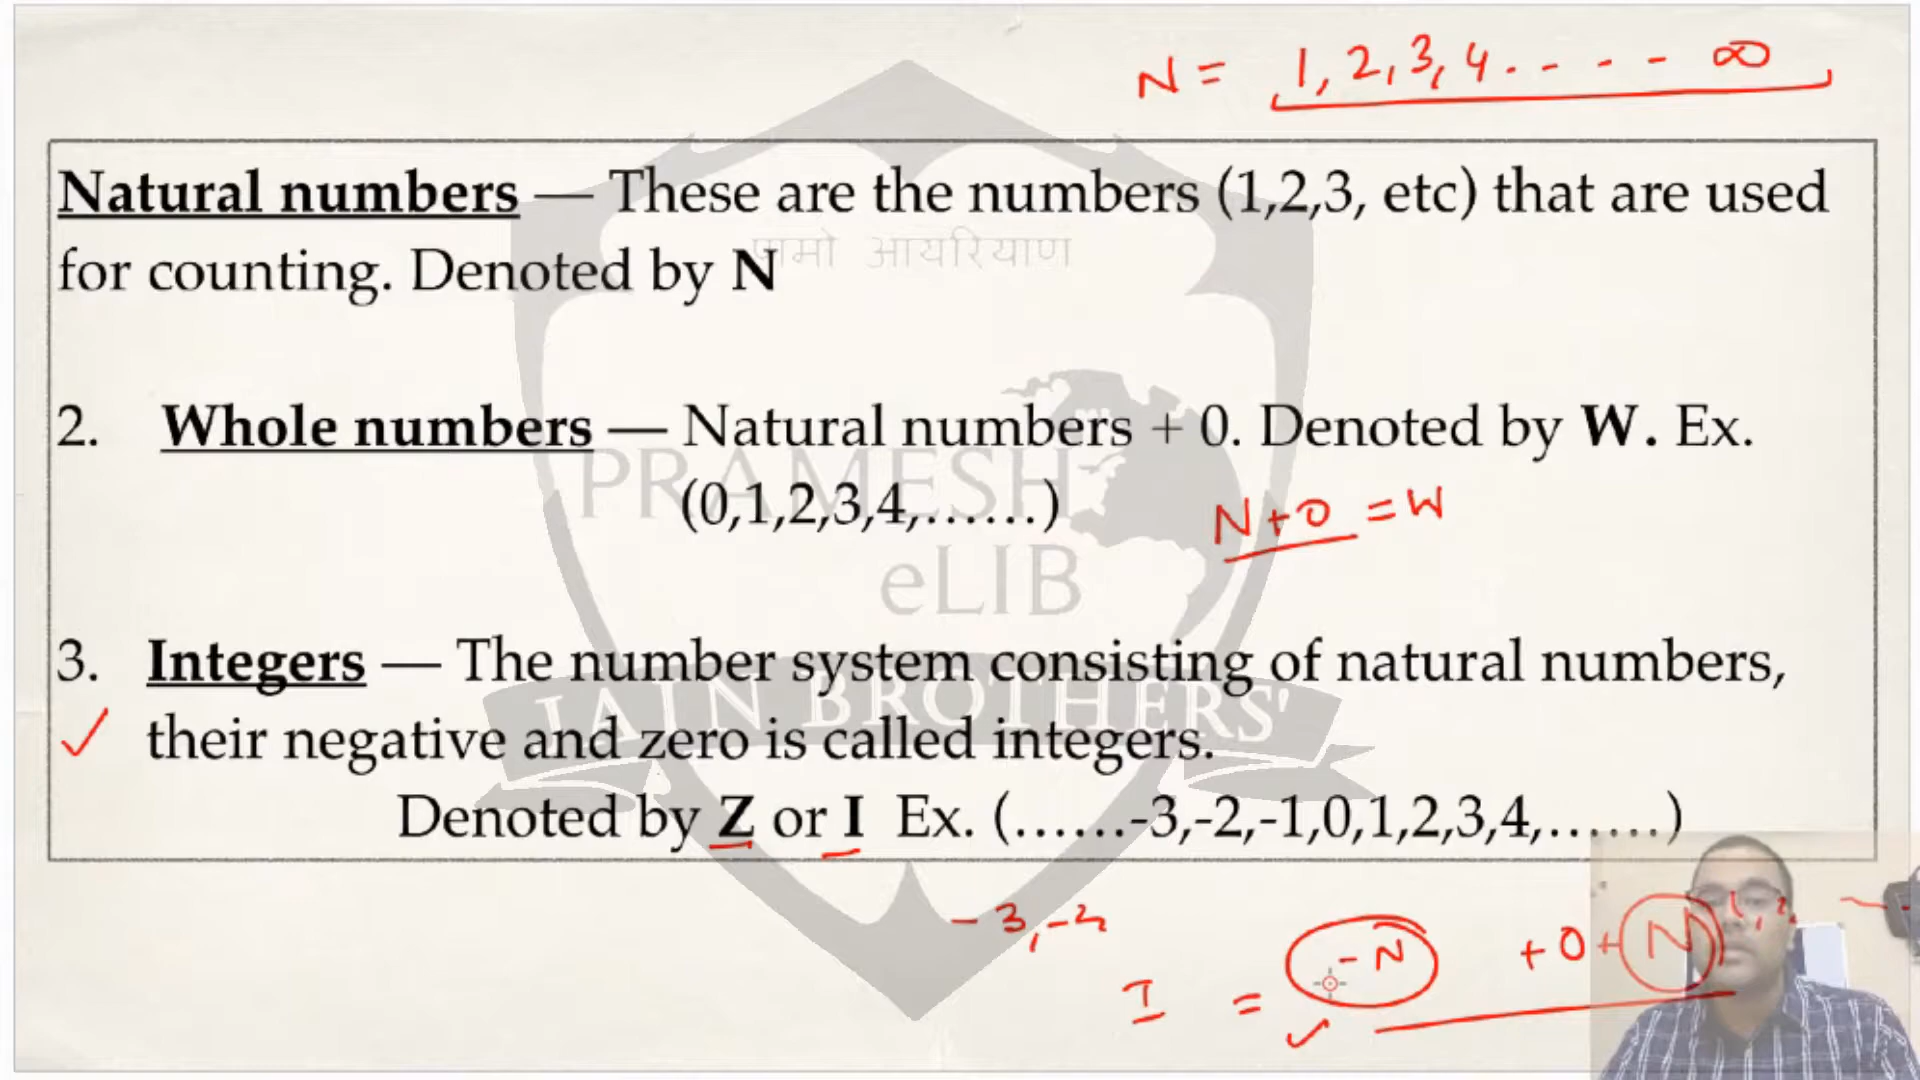 N = 1, 2, 3, 4 . - - - - ∞
Natural numbers — These are the numbers (1,2,3, etc) that are used
for counting. Denoted by N
णमो आयरियाण
2. Whole numbers — Natural numbers + 0. Denoted by W. Ex.
(0,1,2,3,4,……)
N+0 = W
PRAMESH
eLIB
3. Integers — The number system consisting of natural numbers,
JAIN BROTHERS'
their negative and zero is called integers.
Denoted by Z or I Ex. (……-3,-2,-1,0,1,2,3,4,……)
-3, -4
I = -N +0+ N 1, 2